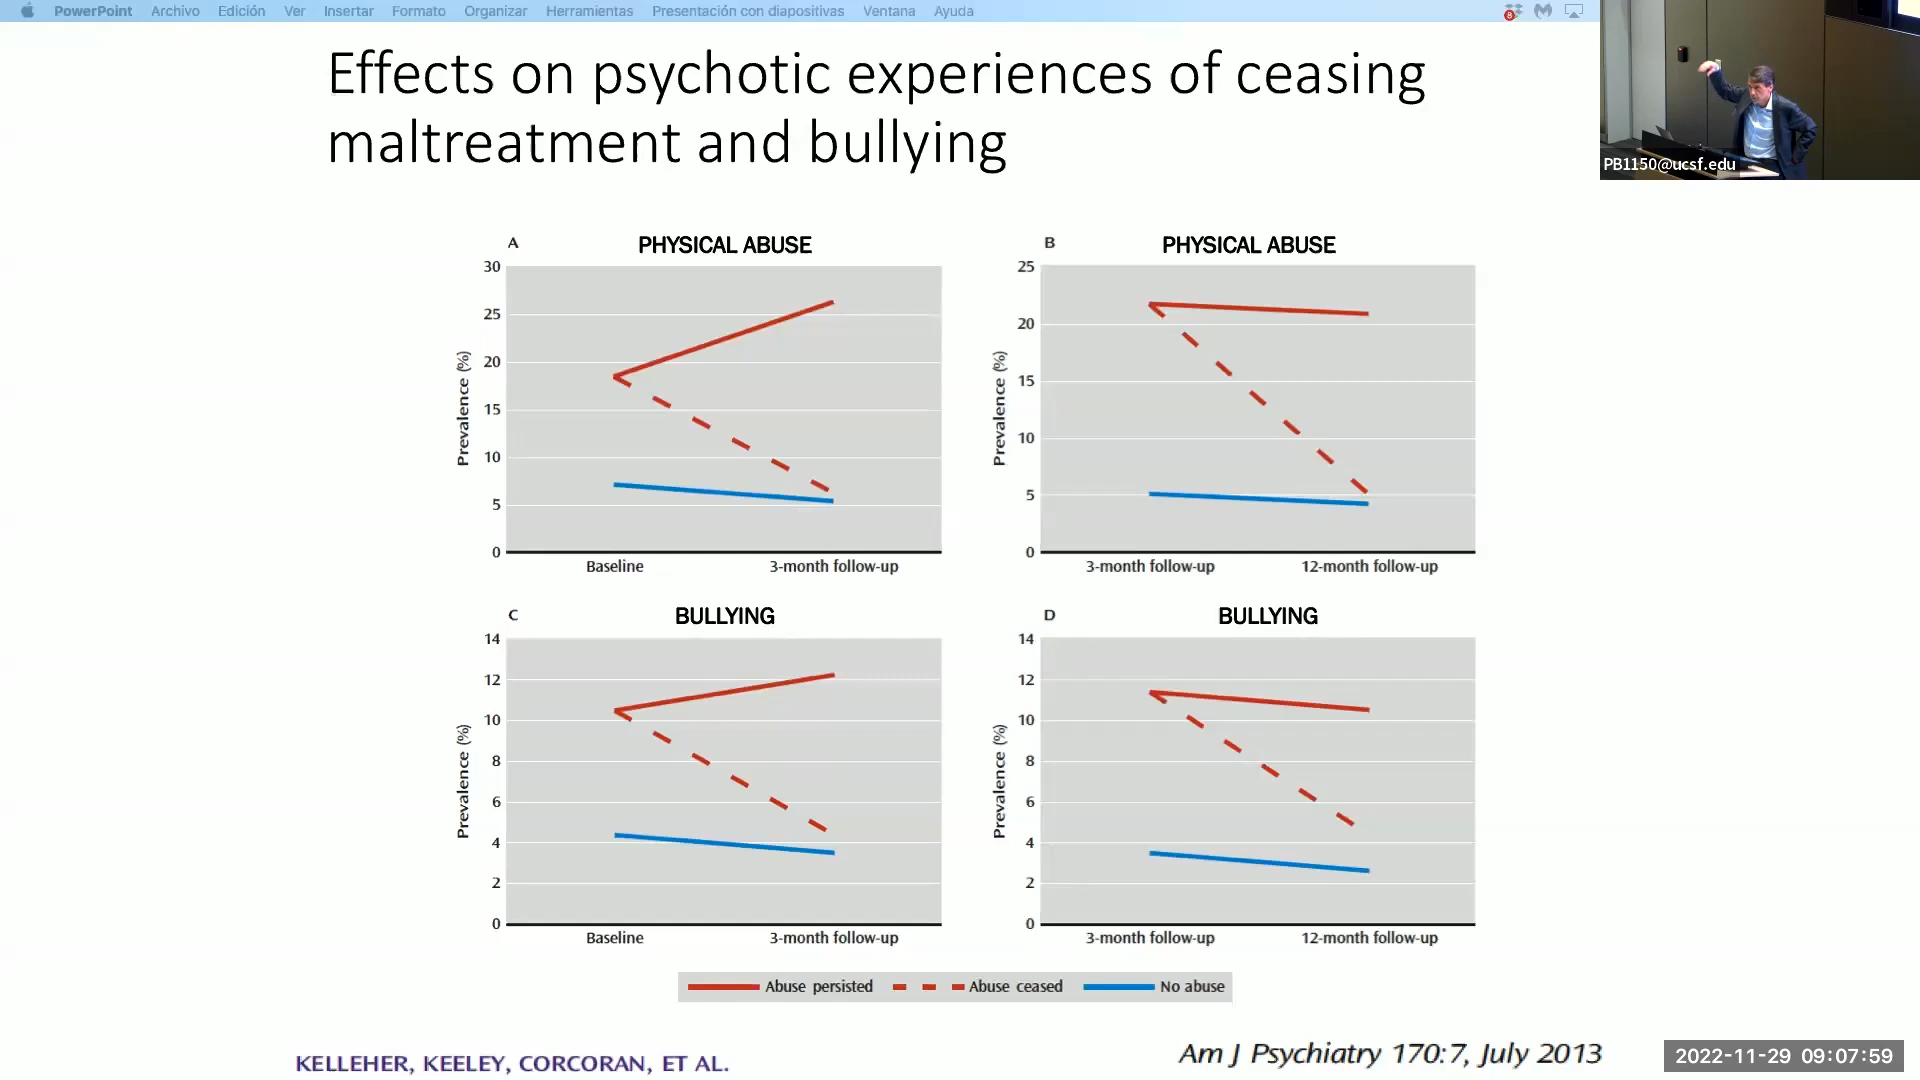 PowerPoint Archivo Edición Ver Insertar Formato Organizar Herramientas Presentación con diapositivas Ventana Ayuda
8
Effects on psychotic experiences of ceasing
maltreatment and bullying
PB1150@ucsf.edu
A PHYSICAL ABUSE
30
25
20
15
10
5
0
Prevalence (%)
Baseline 3-month follow-up
B PHYSICAL ABUSE
25
20
15
10
5
0
Prevalence (%)
3-month follow-up 12-month follow-up
C BULLYING
14
12
10
8
6
4
2
0
Prevalence (%)
Baseline 3-month follow-up
D BULLYING
14
12
10
8
6
4
2
0
Prevalence (%)
3-month follow-up 12-month follow-up
Abuse persisted Abuse ceased No abuse
KELLEHER, KEELEY, CORCORAN, ET AL.
Am J Psychiatry 170:7, July 2013
2022-11-29 09:07:59